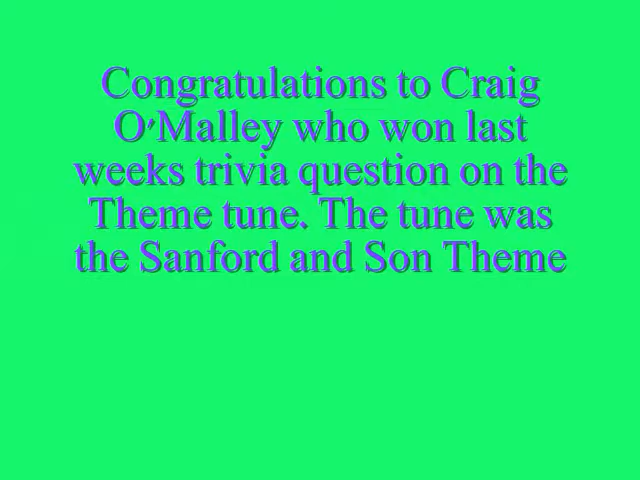 Congratulations to Craig
O'Malley who won last
weeks trivia question on the
Theme tune. The tune was
the Sanford and Son Theme